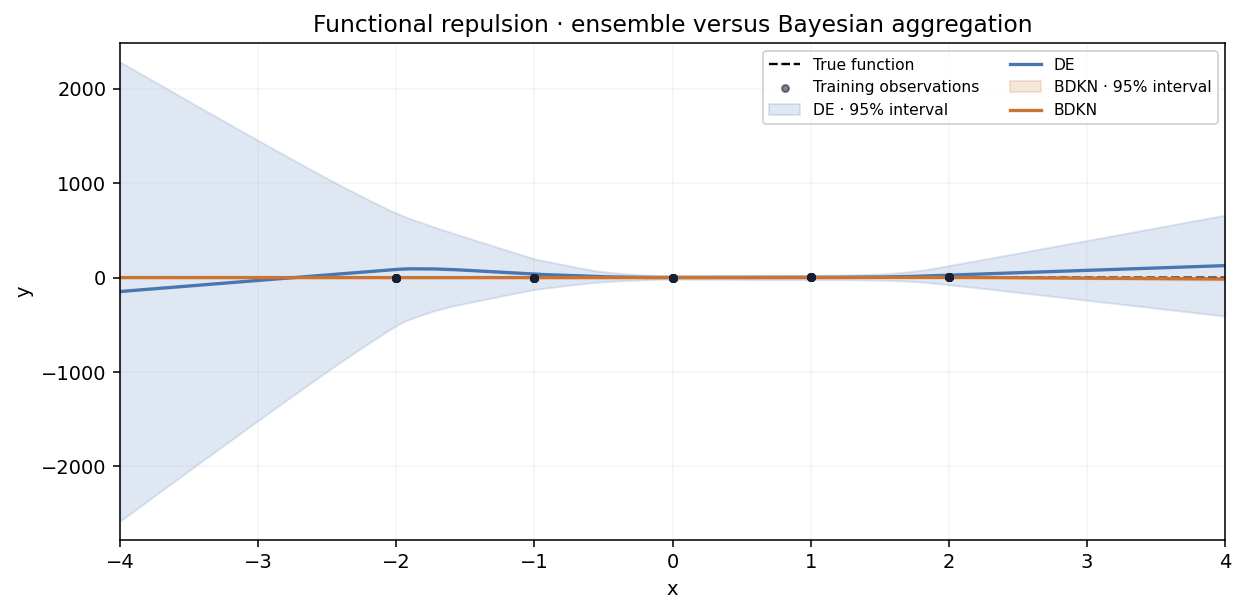 Functional repulsion · ensemble versus Bayesian aggregation
True function
Training observations
DE · 95% interval
DE
BDKN · 95% interval
BDKN
y
2000
1000
0
−1000
−2000
−4
−3
−2
−1
0
1
2
3
4
x